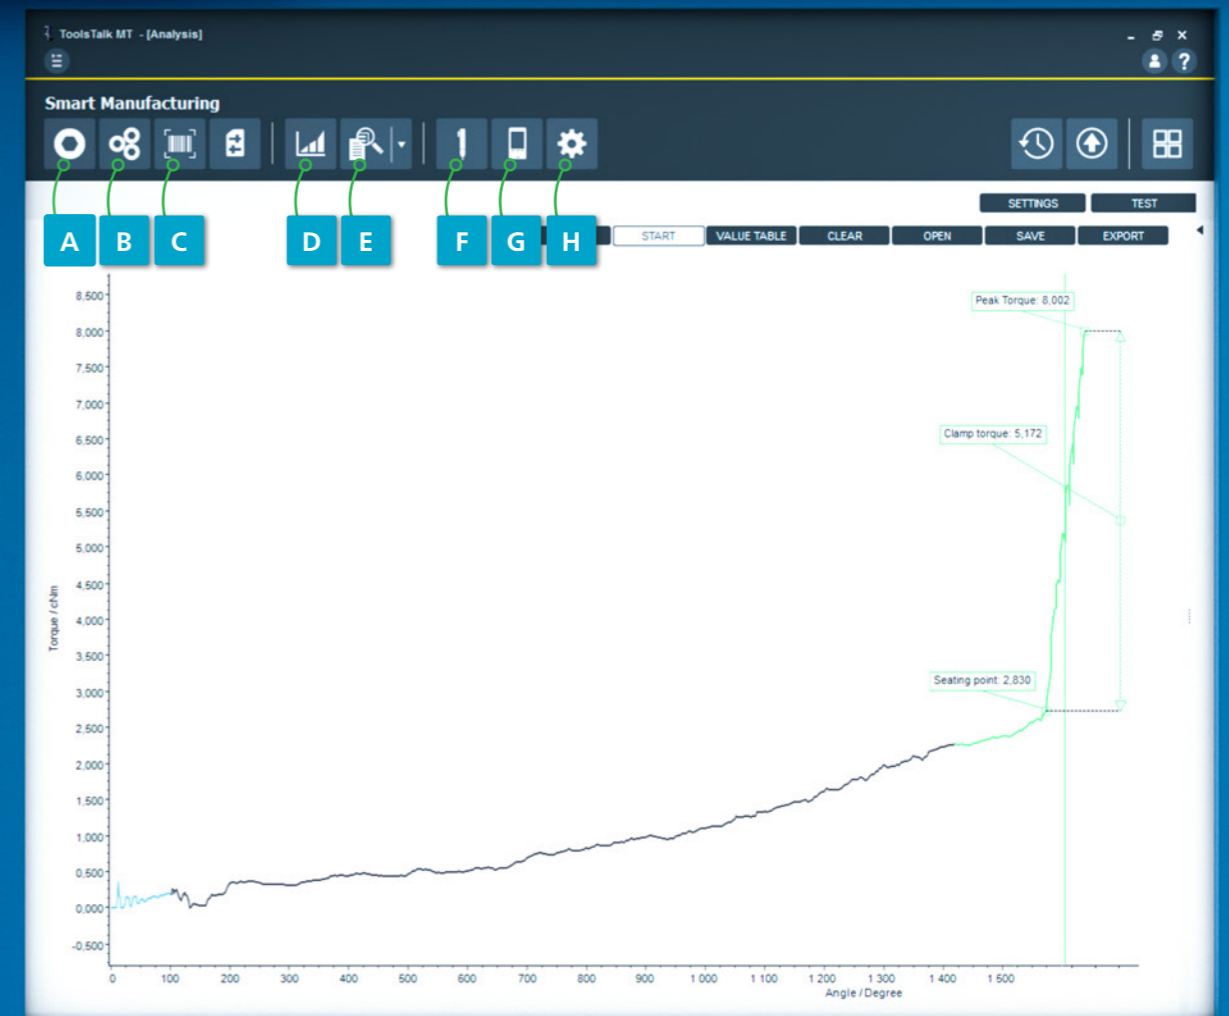 ToolsTalk MT - [Analysis]
?
Smart Manufacturing
SETTINGS TEST
A B C D E F G H
START VALUE TABLE CLEAR OPEN SAVE EXPORT
Peak Torque: 8,002
Clamp torque: 5,172
Seating point: 2,830
8,500
8,000
7,500
7,000
6,500
6,000
5,500
5,000
4,500
4,000
3,500
3,000
2,500
2,000
1,500
1,000
0,500
0,000
-0,500
Torque / cNm
0 100 200 300 400 500 600 700 800 900 1 000 1 100 1 200 1 300 1 400 1 500
Angle / Degree